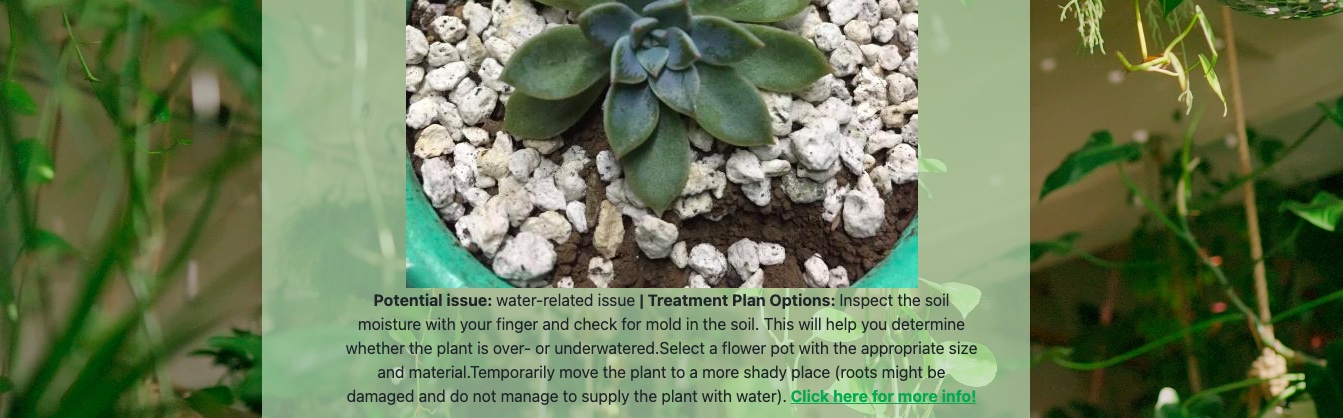 Potential issue: water-related issue | Treatment Plan Options: Inspect the soil
moisture with your finger and check for mold in the soil. This will help you determine
whether the plant is over- or underwatered.Select a flower pot with the appropriate size
and material.Temporarily move the plant to a more shady place (roots might be
damaged and do not manage to supply the plant with water). Click here for more info!